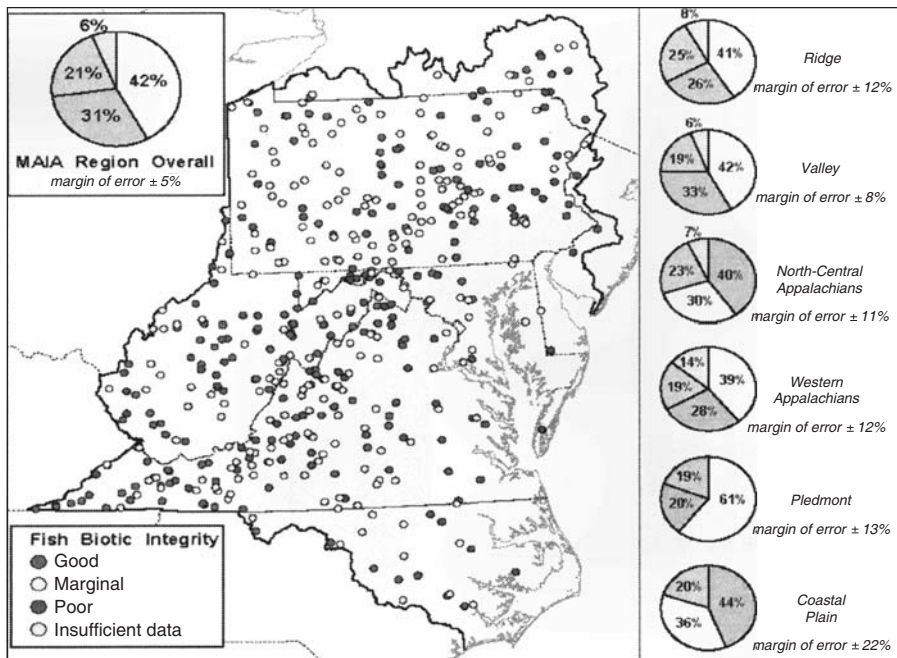 6%
21%
42%
31%
MAIA Region Overall
margin of error ± 5%
Fish Biotic Integrity
Good
Marginal
Poor
Insufficient data
8%
25%
41%
26%
Ridge
margin of error ± 12%
6%
19%
42%
33%
Valley
margin of error ± 8%
7%
23%
40%
30%
North-Central
Appalachians
margin of error ± 11%
14%
19%
39%
28%
Western
Appalachians
margin of error ± 12%
19%
20%
61%
Piedmont
margin of error ± 13%
20%
44%
36%
Coastal
Plain
margin of error ± 22%